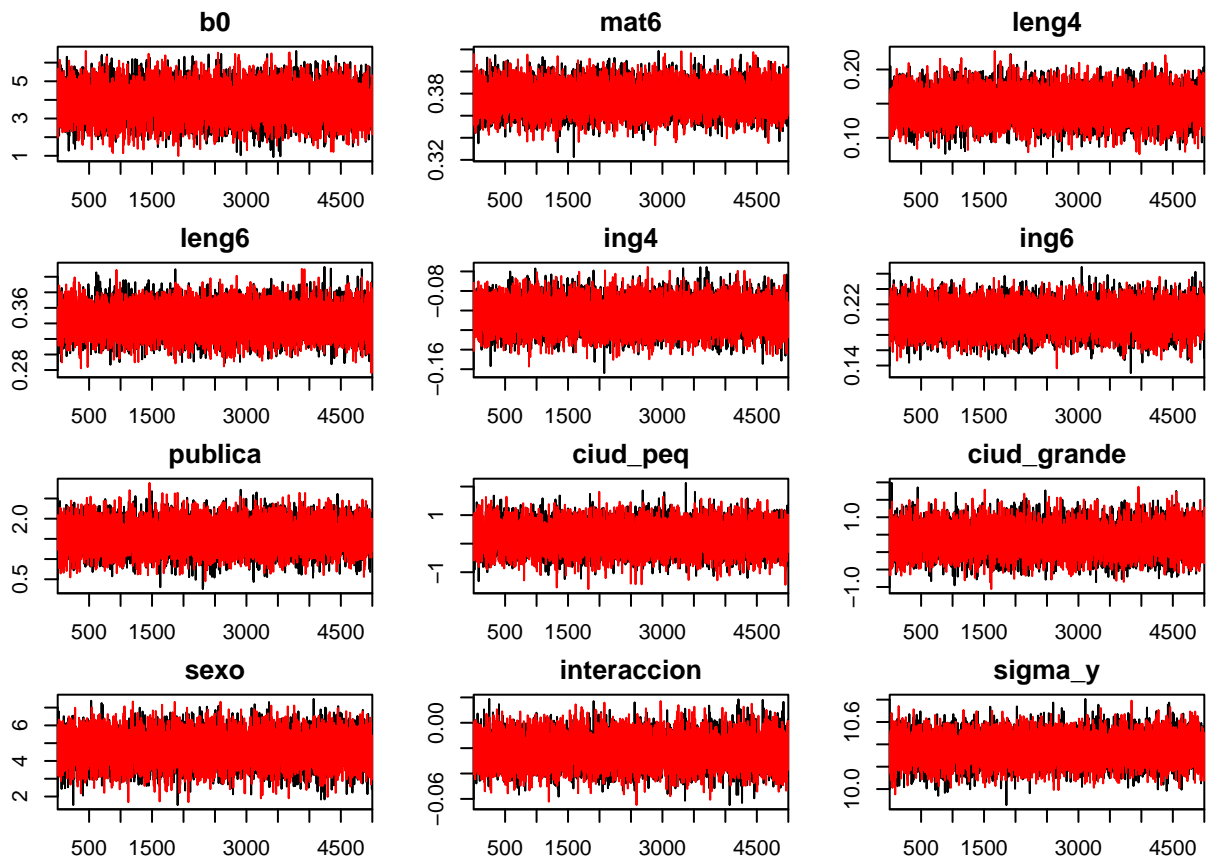 b0 mat6 leng4
1 3 5
0.32 0.38
0.10 0.20
500 1500 3000 4500
500 1500 3000 4500
500 1500 3000 4500
leng6 ing4 ing6
0.28 0.36
−0.16 −0.08
0.14 0.22
500 1500 3000 4500
500 1500 3000 4500
500 1500 3000 4500
publica ciud_peq ciud_grande
0.5 2.0
−1 1
−1.0 1.0
500 1500 3000 4500
500 1500 3000 4500
500 1500 3000 4500
sexo interaccion sigma_y
2 4 6
−0.06 0.00
10.0 10.6
500 1500 3000 4500
500 1500 3000 4500
500 1500 3000 4500